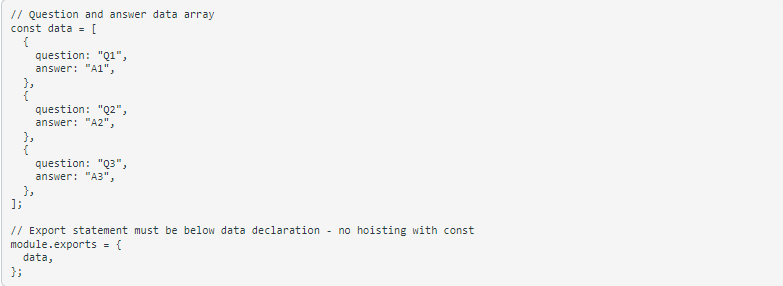 // Question and answer data array
const data = [
  {
    question: "Q1",
    answer: "A1",
  },
  {
    question: "Q2",
    answer: "A2",
  },
  {
    question: "Q3",
    answer: "A3",
  },
];
// Export statement must be below data declaration - no hoisting with const
module.exports = {
  data,
};